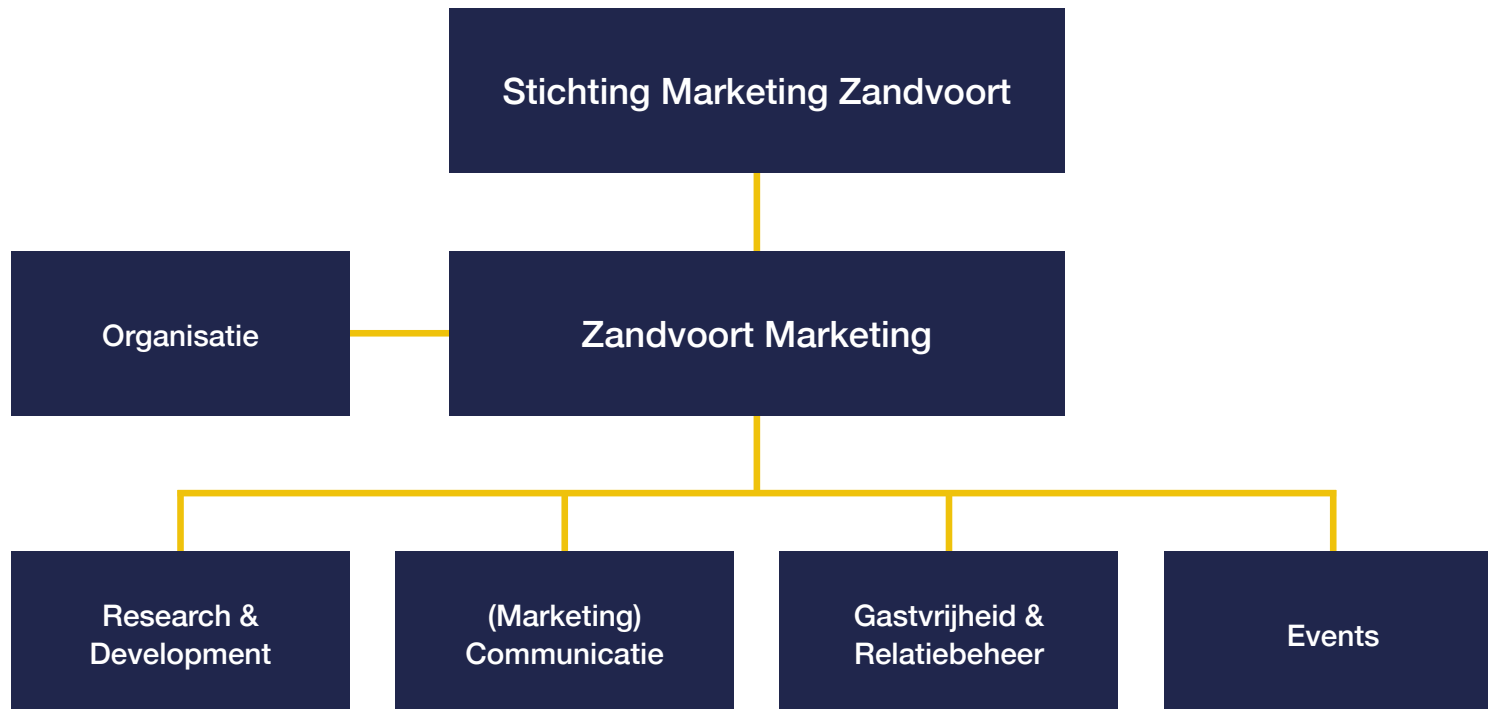 Stichting Marketing Zandvoort
Organisatie
Zandvoort Marketing
Research &
Development
(Marketing)
Communicatie
Gastvrijheid &
Relatiebeheer
Events